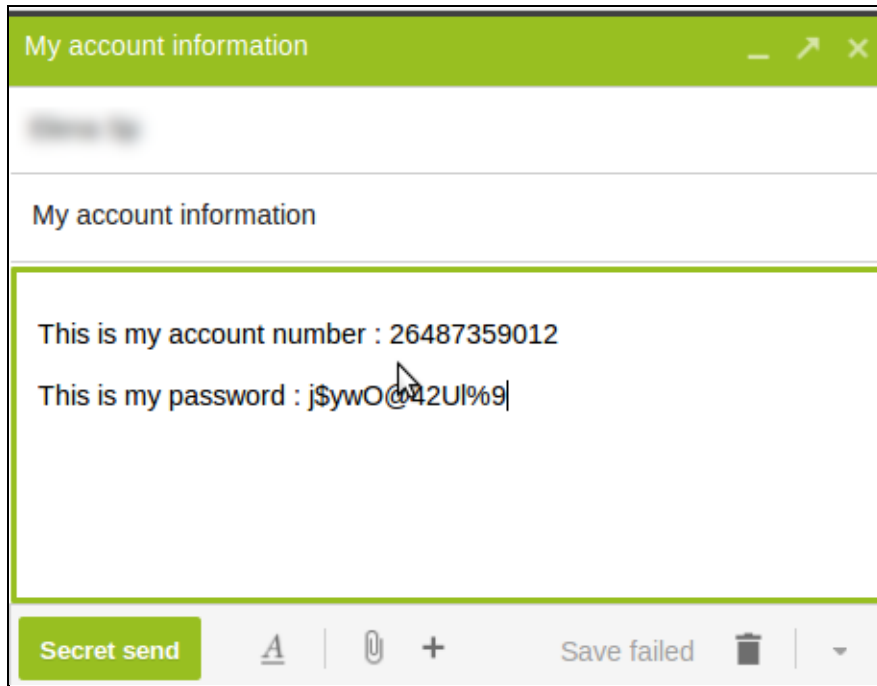 My account information
My account information
This is my account number : 26487359012
This is my password : j$ywO@42Ul%9
Secret send
A
Save failed